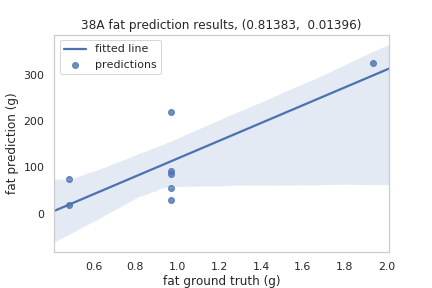 38A fat prediction results, (0.81383,  0.01396)
fitted line
predictions
fat prediction (g)
300
200
100
0
0.6 0.8 1.0 1.2 1.4 1.6 1.8 2.0
fat ground truth (g)